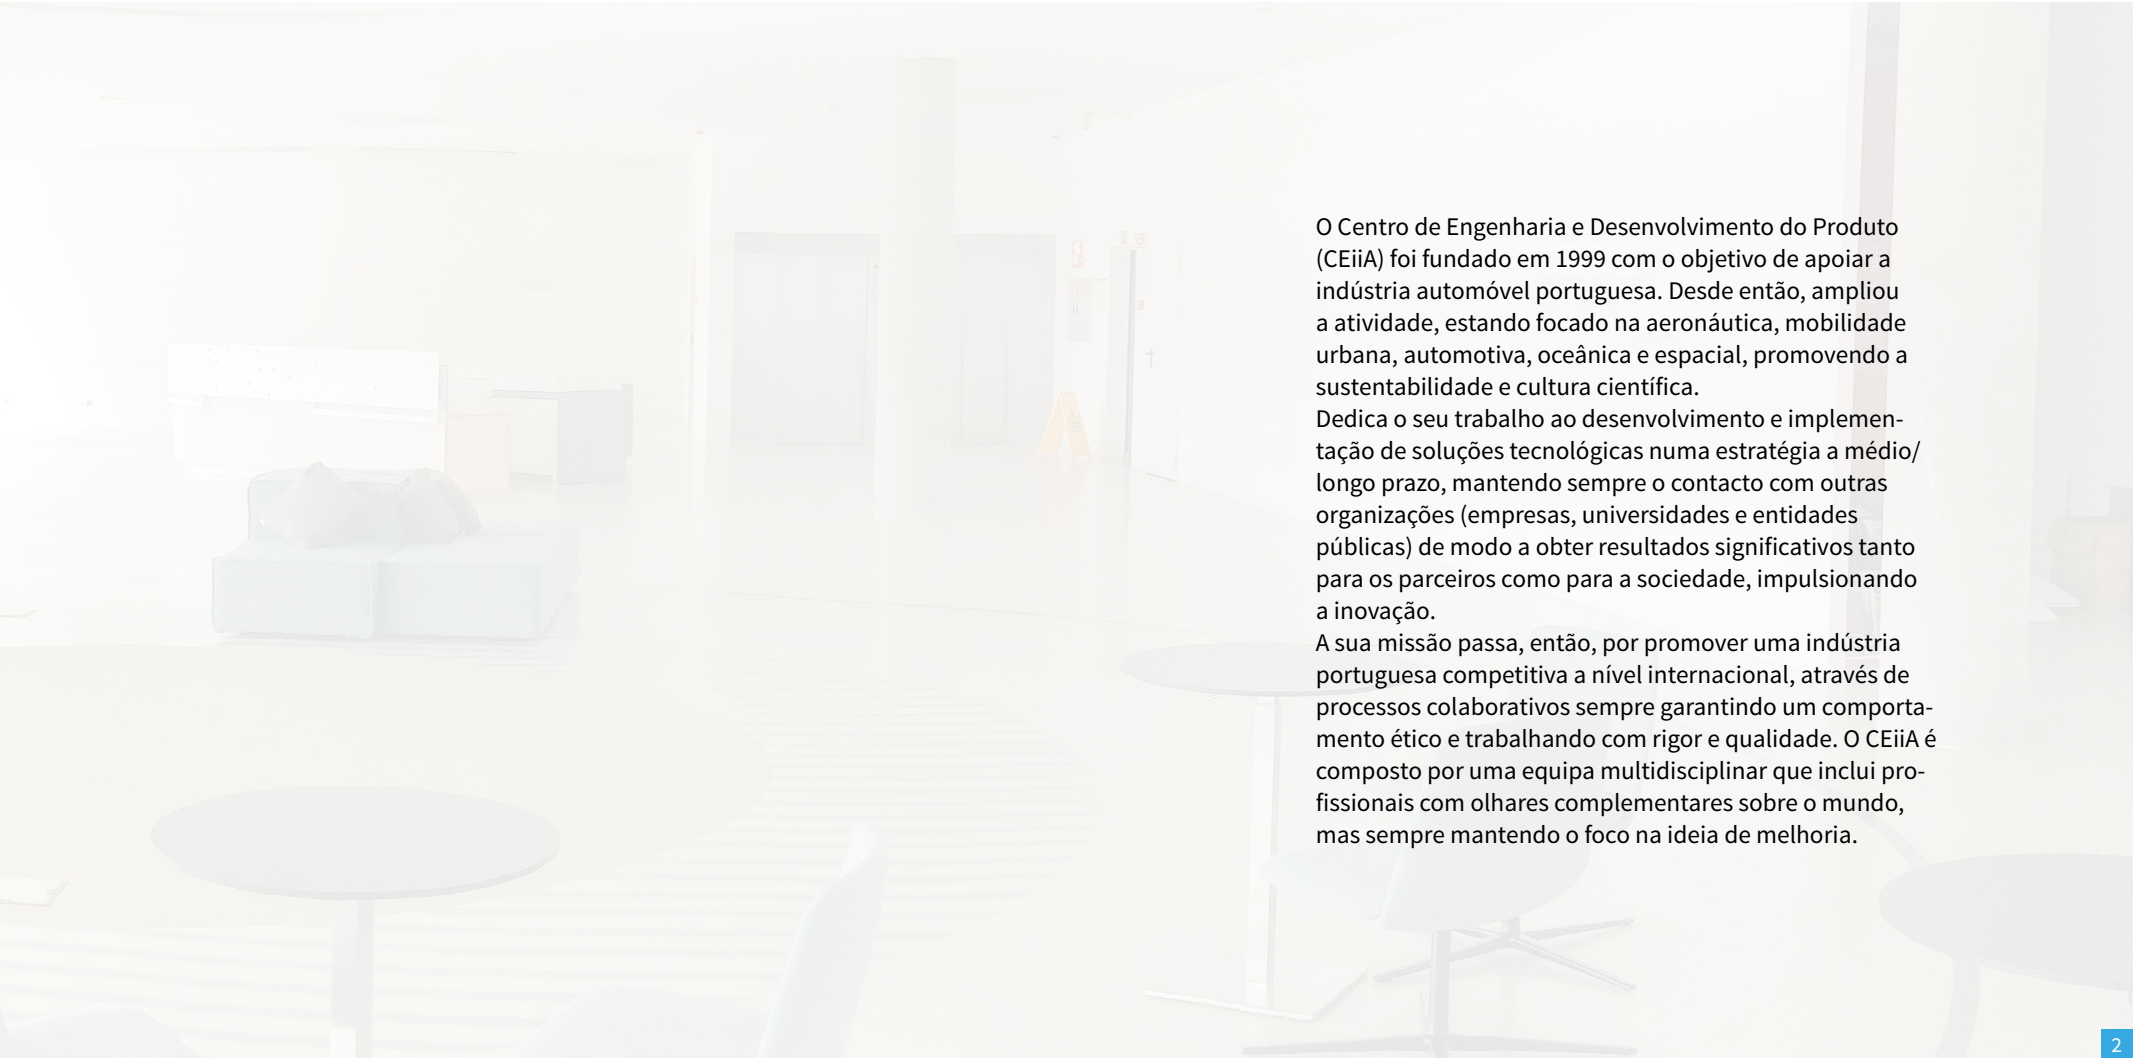 O Centro de Engenharia e Desenvolvimento do Produto
(CEiiA) foi fundado em 1999 com o objetivo de apoiar a
indústria automóvel portuguesa. Desde então, ampliou
a atividade, estando focado na aeronáutica, mobilidade
urbana, automotiva, oceânica e espacial, promovendo a
sustentabilidade e cultura científica.
Dedica o seu trabalho ao desenvolvimento e implemen-
tação de soluções tecnológicas numa estratégia a médio/
longo prazo, mantendo sempre o contacto com outras
organizações (empresas, universidades e entidades
públicas) de modo a obter resultados significativos tanto
para os parceiros como para a sociedade, impulsionando
a inovação.
A sua missão passa, então, por promover uma indústria
portuguesa competitiva a nível internacional, através de
processos colaborativos sempre garantindo um comporta-
mento ético e trabalhando com rigor e qualidade. O CEiiA é
composto por uma equipa multidisciplinar que inclui pro-
fissionais com olhares complementares sobre o mundo,
mas sempre mantendo o foco na ideia de melhoria.
2